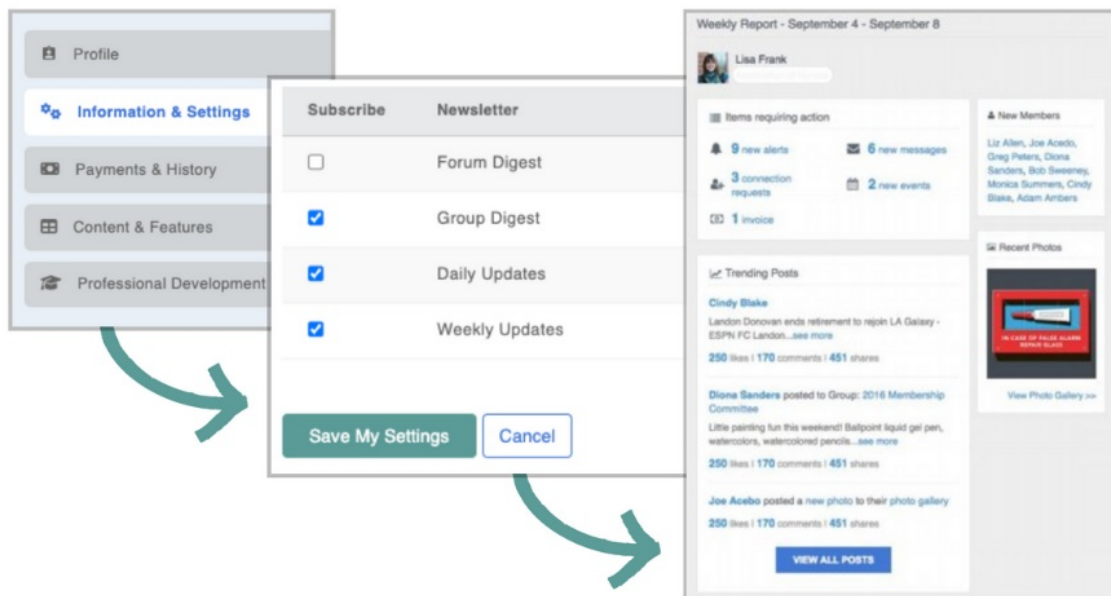 Profile
Information & Settings
Payments & History
Content & Features
Professional Development
Subscribe Newsletter
Forum Digest
Group Digest
Daily Updates
Weekly Updates
Save My Settings Cancel
Weekly Report - September 4 - September 8
Lisa Frank
Items requiring action
9 new alerts 6 new messages
3 connection
requests
2 new events
1 invoice
Trending Posts
Cindy Blake
Landon Donovan ends retirement to rejoin LA Galaxy -
ESPN FC Landon...see more
250 likes I 170 comments I 451 shares
Diona Sanders posted to Group: 2016 Membership
Committee
Little painting fun this weekend! Ballpoint liquid gel pen,
watercolors, watercolored pencils...see more
250 likes I 170 comments I 451 shares
Joe Acebo posted a new photo to their photo gallery
250 likes I 170 comments I 451 shares
VIEW ALL POSTS
New Members
Liz Allen, Joe Acedo,
Greg Peters, Diona
Sanders, Bob Sweeney,
Monica Summers, Cindy
Blake, Adam Ambers
Recent Photos
IN CASE OF FALSE ALARM
REPAIR GLASS
View Photo Gallery >>